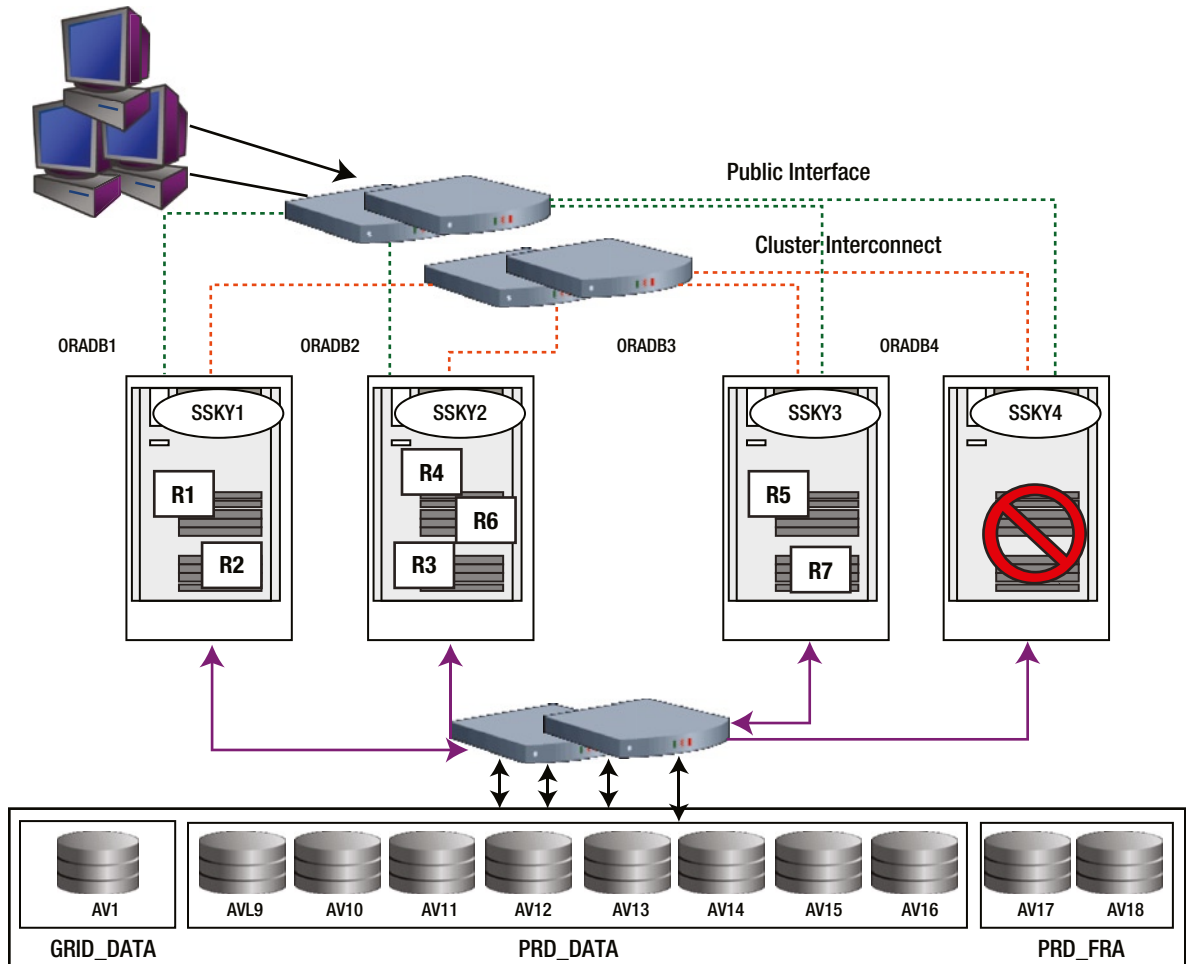 Public Interface
Cluster Interconnect
ORADB1
ORADB2
ORADB3
ORADB4
SSKY1
SSKY2
SSKY3
SSKY4
R1
R2
R4
R6
R3
R5
R7
AV1
AVL9
AV10
AV11
AV12
AV13
AV14
AV15
AV16
AV17
AV18
GRID_DATA
PRD_DATA
PRD_FRA